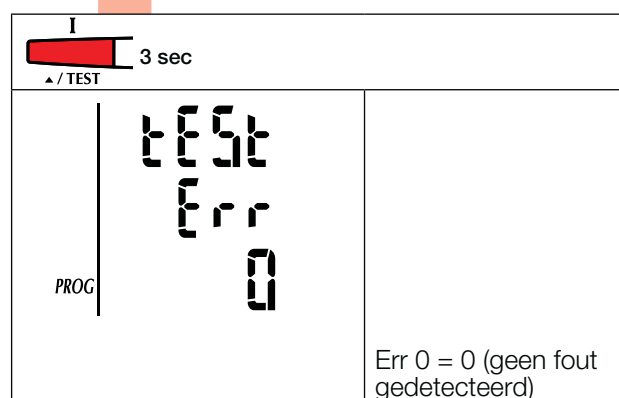 I
3 sec
▲ / TEST
tESt
Err
PROG 0
Err 0 = 0 (geen fout
gedetecteerd)